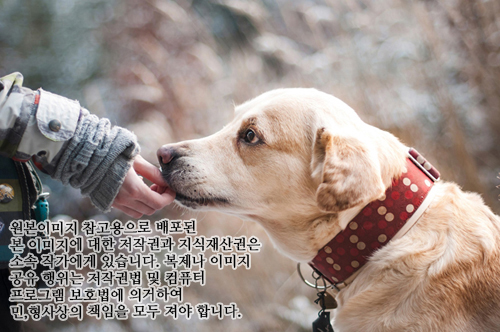 원본이미지 참고용으로 배포된
본 이미지에 대한 저작권과 지식재산권은
소속 작가에게 있습니다. 복제나 이미지
공유 행위는 저작권법 및 컴퓨터
프로그램 보호법에 의거하여
민,형사상의 책임을 모두 져야 합니다.